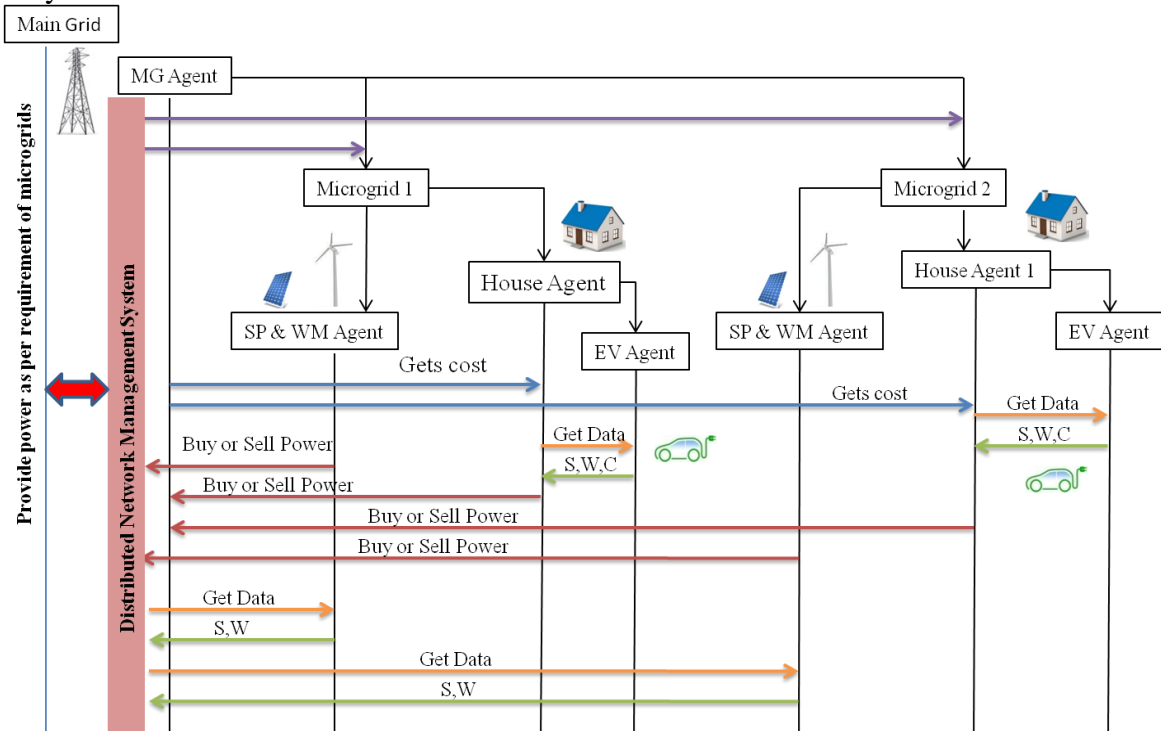 Main Grid
MG Agent
Provide power as per requirement of microgrids
Distributed Network Management System
Microgrid 1
Microgrid 2
House Agent
House Agent 1
SP & WM Agent
EV Agent
SP & WM Agent
EV Agent
Gets cost
Gets cost
Get Data
S,W,C
Get Data
S,W,C
Buy or Sell Power
Buy or Sell Power
Buy or Sell Power
Buy or Sell Power
Get Data
S,W
Get Data
S,W